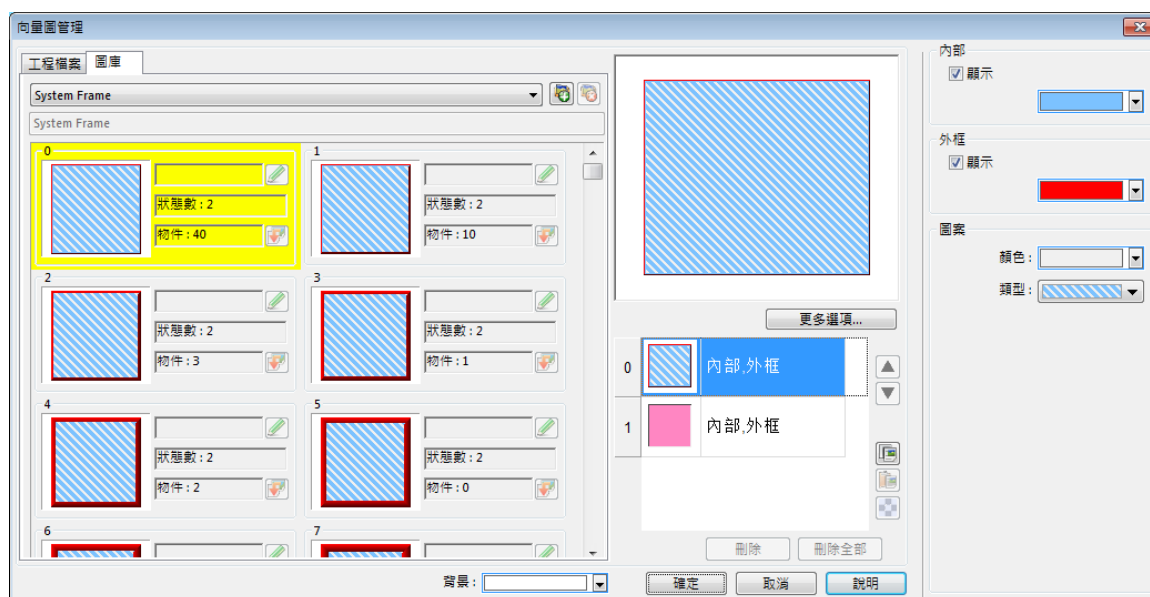 向量圖管理
工程檔案
圖庫
System Frame
System Frame
0
狀態數 : 2
物件 : 40
1
狀態數 : 2
物件 : 10
2
狀態數 : 2
物件 : 3
3
狀態數 : 2
物件 : 1
4
狀態數 : 2
物件 : 2
5
狀態數 : 2
物件 : 0
6
7
更多選項...
0
內部,外框
1
內部,外框
刪除
刪除全部
背景 :
確定
取消
說明
內部
顯示
外框
顯示
圖案
顏色 :
類型 :